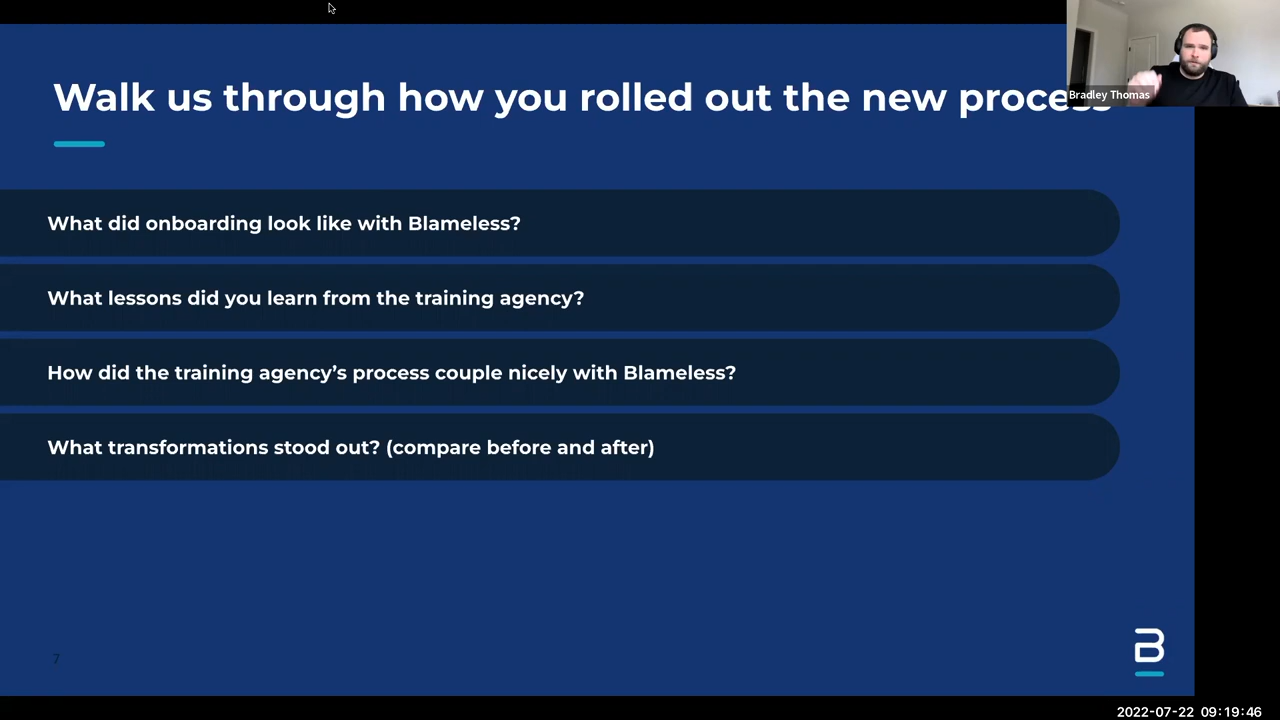 Walk us through how you rolled out the new process
Bradley Thomas
What did onboarding look like with Blameless?
What lessons did you learn from the training agency?
How did the training agency’s process couple nicely with Blameless?
What transformations stood out? (compare before and after)
7
B
2022-07-22 09:19:46